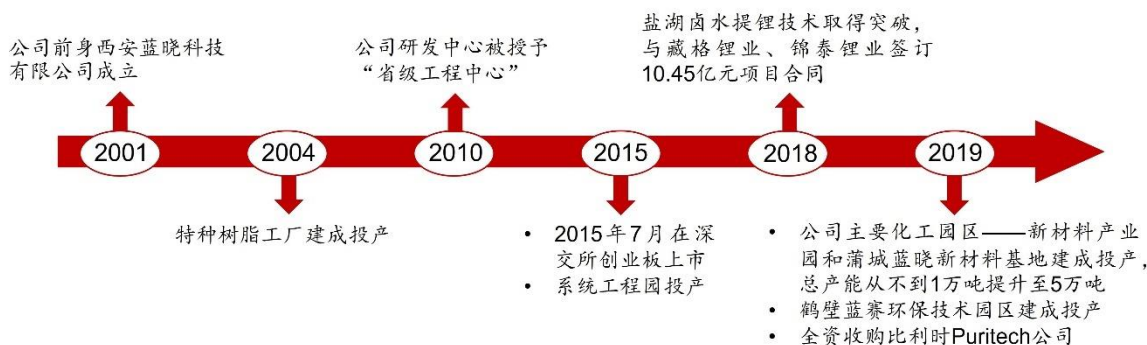 公司前身西安蓝晓科技
有限公司成立
公司研发中心被授予
“省级工程中心”
盐湖卤水提锂技术取得突破，
与藏格锂业、锦泰锂业签订
10.45亿元项目合同
2001
2004
2010
2015
2018
2019
特种树脂工厂建成投产
• 2015年7月在深
交所创业板上市
• 系统工程园投产
• 公司主要化工园区——新材料产业
园和蒲城蓝晓新材料基地建成投产，
总产能从不到1万吨提升至5万吨
• 鹤壁蓝赛环保技术园区建成投产
• 全资收购比利时Puritech公司